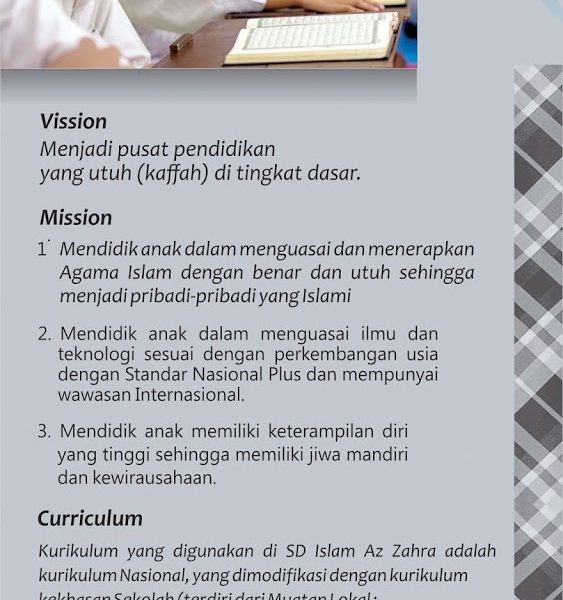 Vission
Menjadi pusat pendidikan
yang utuh (kaffah) di tingkat dasar.
Mission
1. Mendidik anak dalam menguasai dan menerapkan
Agama Islam dengan benar dan utuh sehingga
menjadi pribadi-pribadi yang Islami
2. Mendidik anak dalam menguasai ilmu dan
teknologi sesuai dengan perkembangan usia
dengan Standar Nasional Plus dan mempunyai
wawasan Internasional.
3. Mendidik anak memiliki keterampilan diri
yang tinggi sehingga memiliki jiwa mandiri
dan kewirausahaan.
Curriculum
Kurikulum yang digunakan di SD Islam Az Zahra adalah
kurikulum Nasional, yang dimodifikasi dengan kurikulum
kekhasan Sekolah (terdiri dari Muatan Lokal :